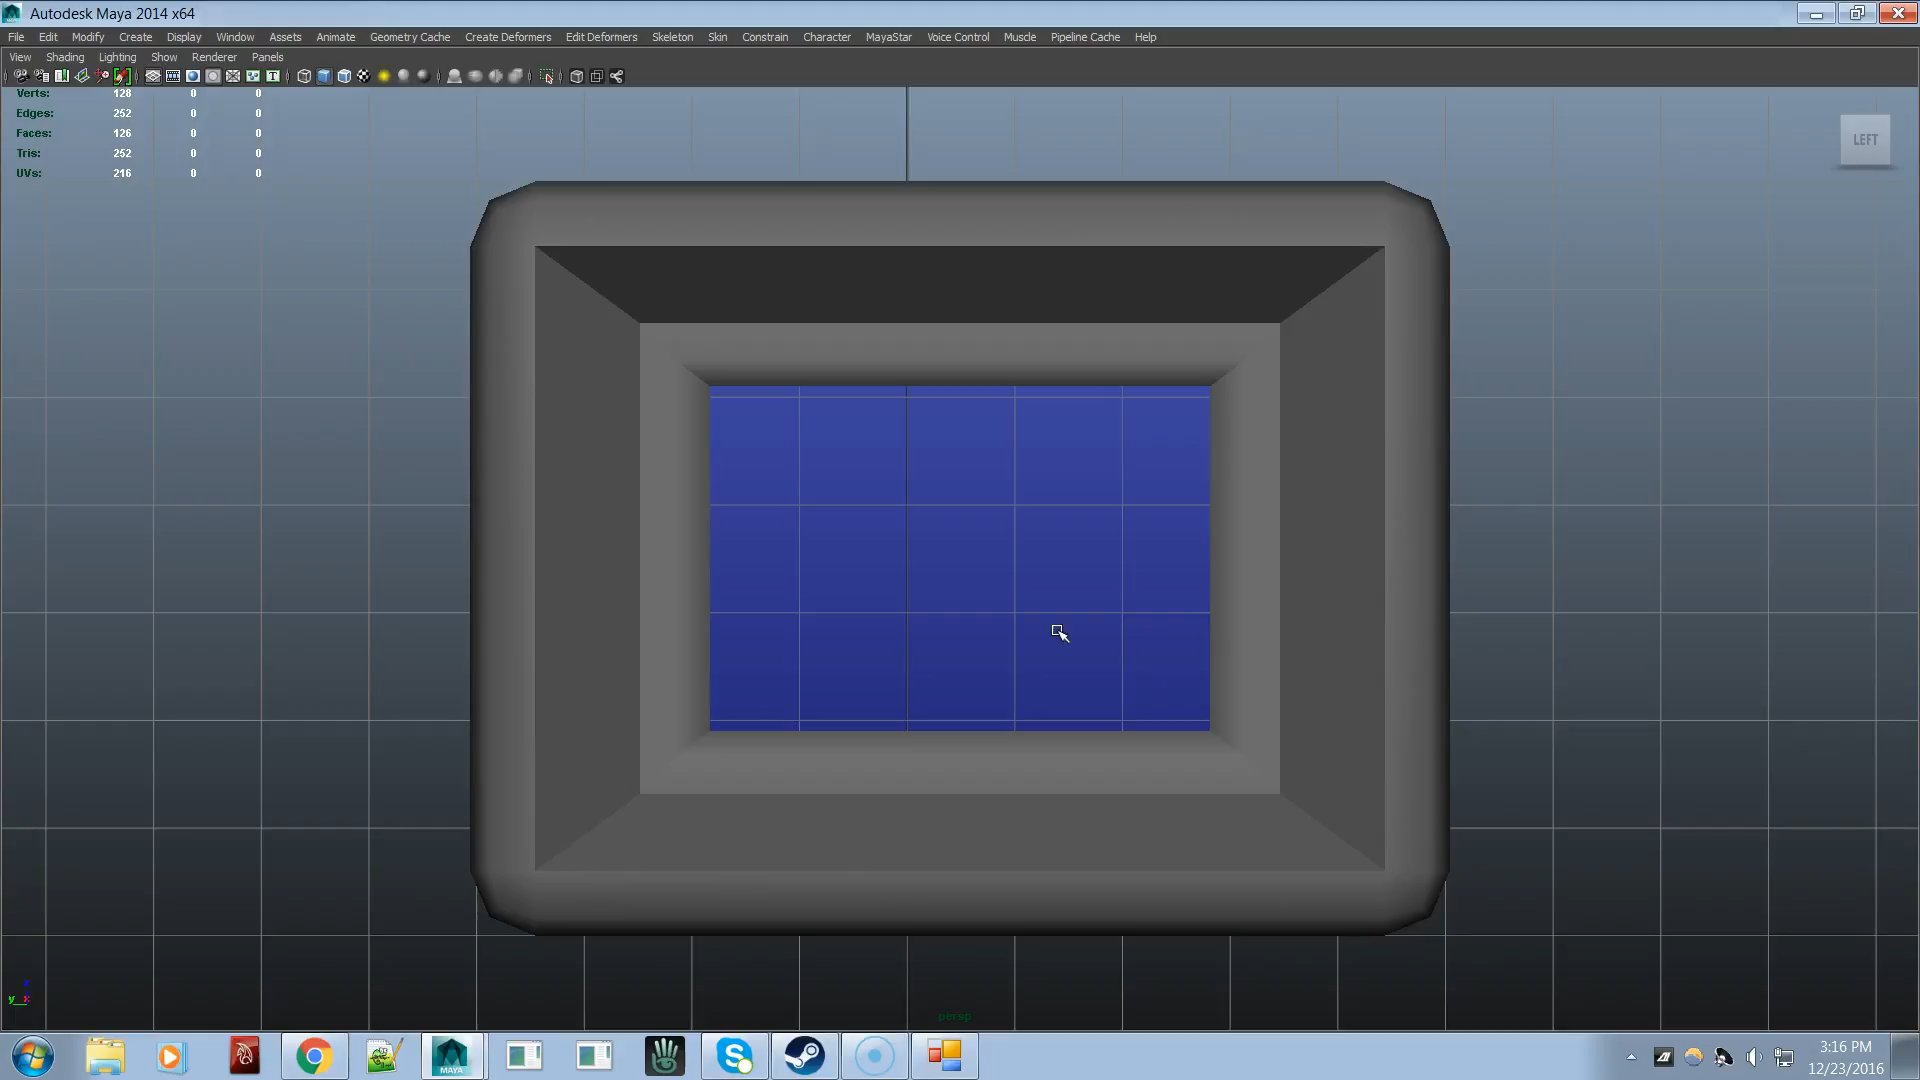 Autodesk Maya 2014 x64
File Edit Modify Create Display Window Assets Animate Geometry Cache Create Deformers Edit Deformers Skeleton Skin Constrain Character MayaStar Voice Control Muscle Pipeline Cache Help
View Shading Lighting Show Renderer Panels
Verts: 128 0 0
Edges: 252 0 0
Faces: 126 0 0
Tris: 252 0 0
UVs: 216 0 0
LEFT
y x
persp
MAYA
3:16 PM
12/23/2016